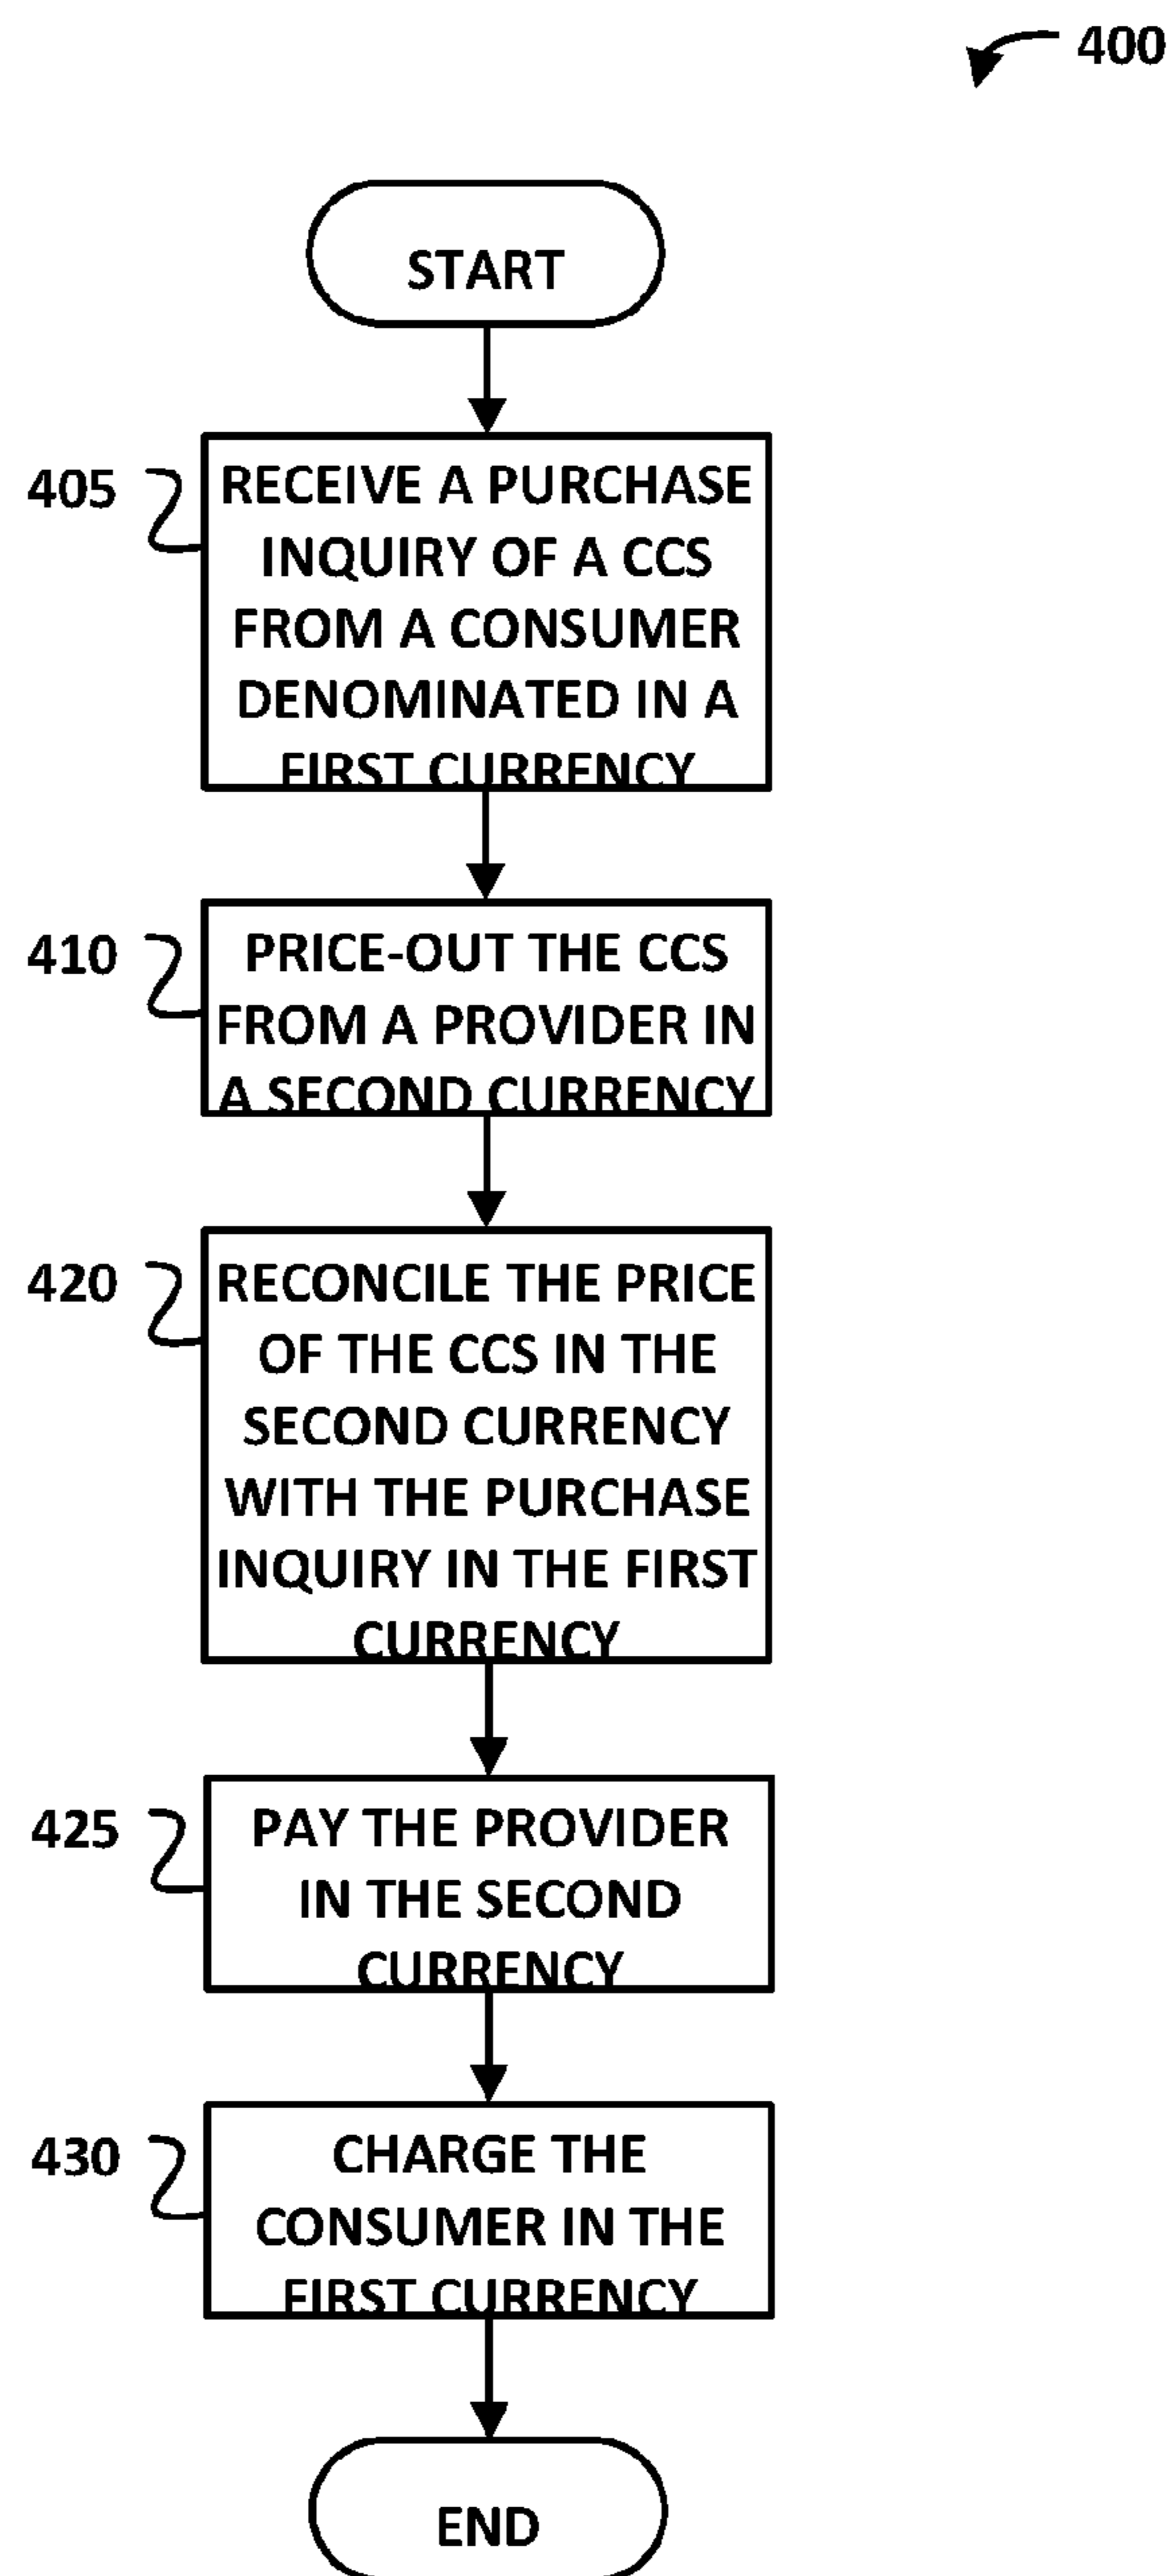 400
START
405
RECEIVE A PURCHASE
INQUIRY OF A CCS
FROM A CONSUMER
DENOMINATED IN A
FIRST CURRENCY
410
PRICE-OUT THE CCS
FROM A PROVIDER IN
A SECOND CURRENCY
420
RECONCILE THE PRICE
OF THE CCS IN THE
SECOND CURRENCY
WITH THE PURCHASE
INQUIRY IN THE FIRST
CURRENCY
425
PAY THE PROVIDER
IN THE SECOND
CURRENCY
430
CHARGE THE
CONSUMER IN THE
FIRST CURRENCY
END